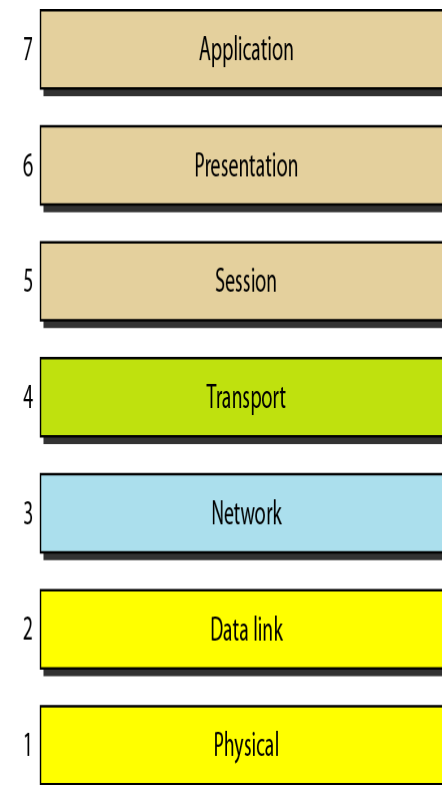 7 Application
6 Presentation
5 Session
4 Transport
3 Network
2 Data link
1 Physical